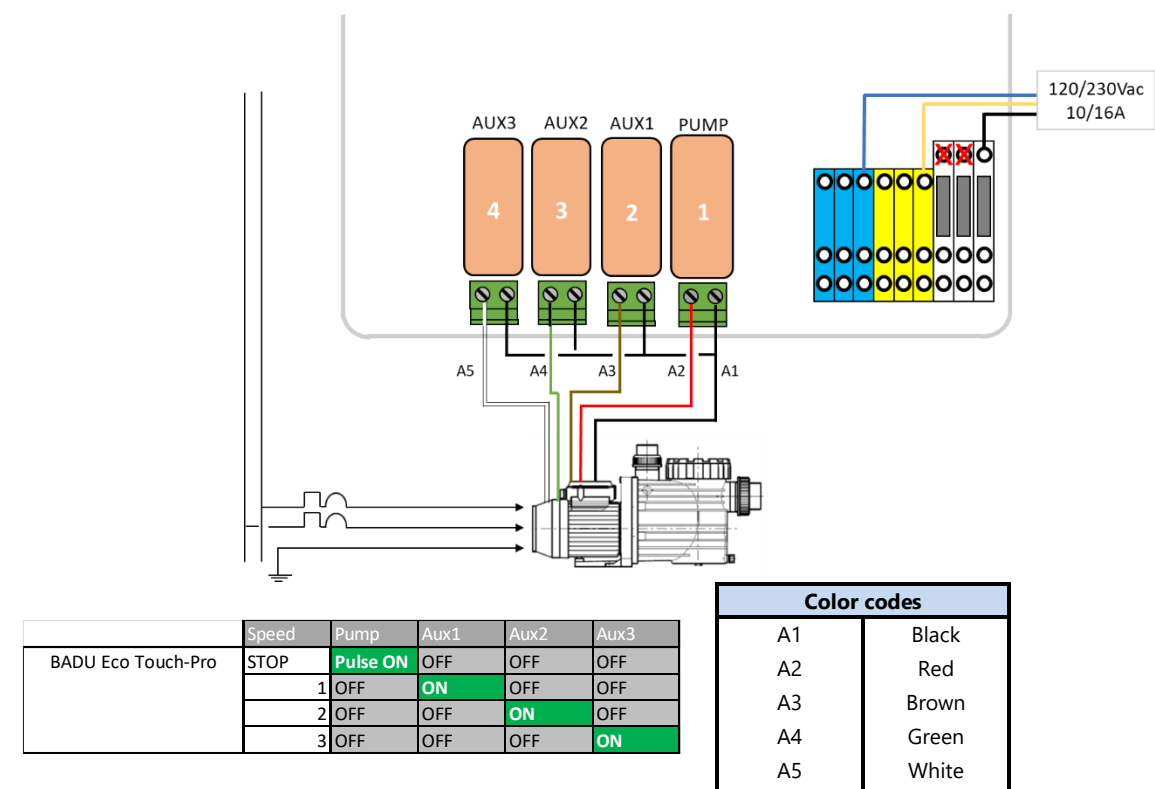 120/230Vac
10/16A
AUX3 AUX2 AUX1 PUMP
4 3 2 1
A5 A4 A3 A2 A1
Color codes
A1 Black
A2 Red
A3 Brown
A4 Green
A5 White
Speed Pump Aux1 Aux2 Aux3
BADU Eco Touch-Pro STOP Pulse ON OFF OFF OFF
1 OFF ON OFF OFF
2 OFF OFF ON OFF
3 OFF OFF OFF ON